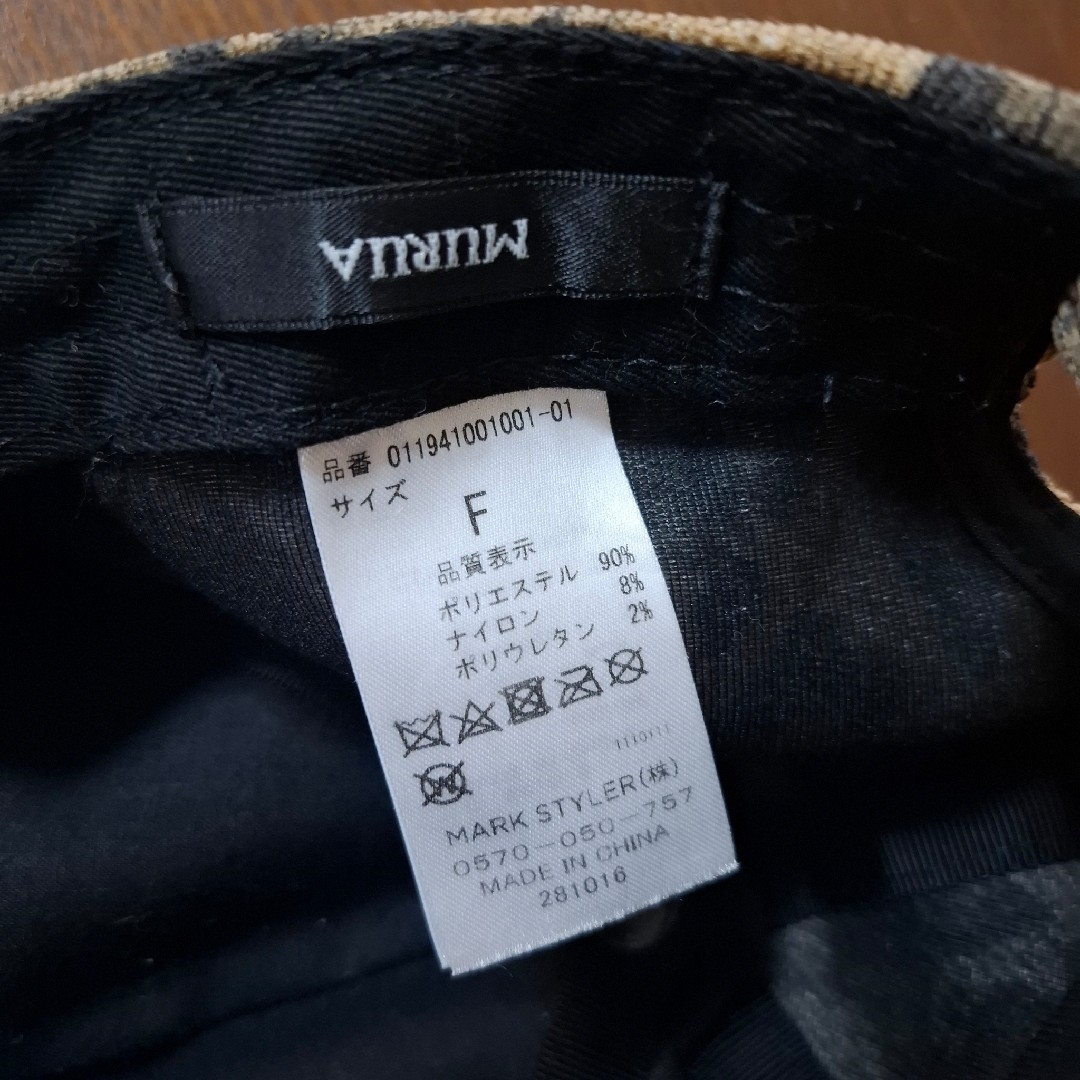 MURUA
品番 011941001001-01
サイズ
F
品質表示
ポリエステル 90%
ナイロン 8%
ポリウレタン 2%
1110111
MARK STYLER(株)
0570-050-757
MADE IN CHINA
281016